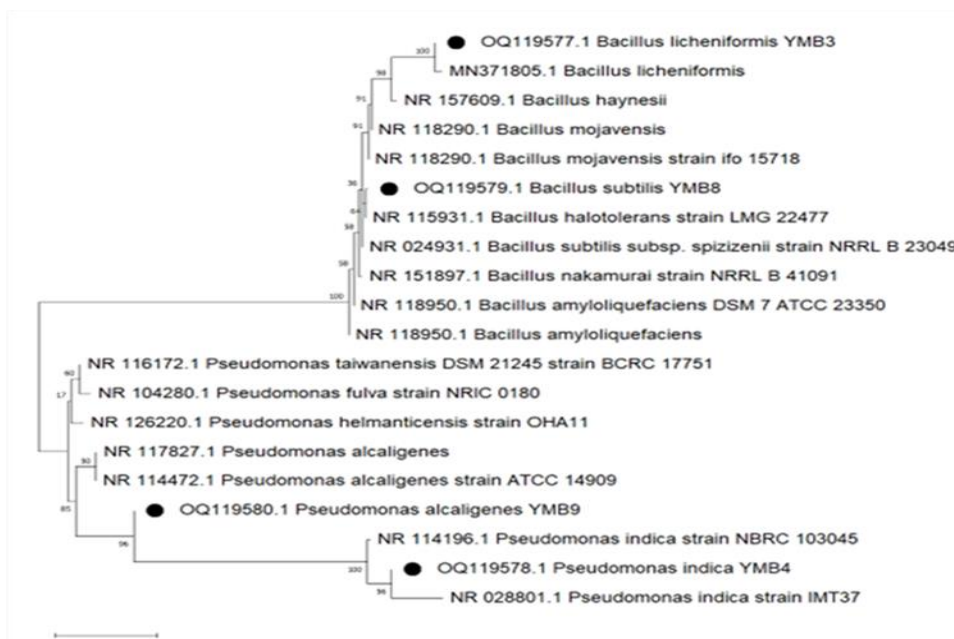 100
OQ119577.1 Bacillus licheniformis YMB3
MN371805.1 Bacillus licheniformis
98
NR 157609.1 Bacillus haynesii
91
NR 118290.1 Bacillus mojavensis
91
NR 118290.1 Bacillus mojavensis strain ifo 15718
36
OQ119579.1 Bacillus subtilis YMB8
64
NR 115931.1 Bacillus halotolerans strain LMG 22477
NR 024931.1 Bacillus subtilis subsp. spizizenii strain NRRL B 23049
NR 151897.1 Bacillus nakamurai strain NRRL B 41091
100
NR 118950.1 Bacillus amyloliquefaciens DSM 7 ATCC 23350
NR 118950.1 Bacillus amyloliquefaciens
60
NR 116172.1 Pseudomonas taiwanensis DSM 21245 strain BCRC 17751
17
NR 104280.1 Pseudomonas fulva strain NRIC 0180
NR 126220.1 Pseudomonas helmanticensis strain OHA11
NR 117827.1 Pseudomonas alcaligenes
NR 114472.1 Pseudomonas alcaligenes strain ATCC 14909
85
OQ119580.1 Pseudomonas alcaligenes YMB9
96
NR 114196.1 Pseudomonas indica strain NBRC 103045
100
OQ119578.1 Pseudomonas indica YMB4
NR 028801.1 Pseudomonas indica strain IMT37